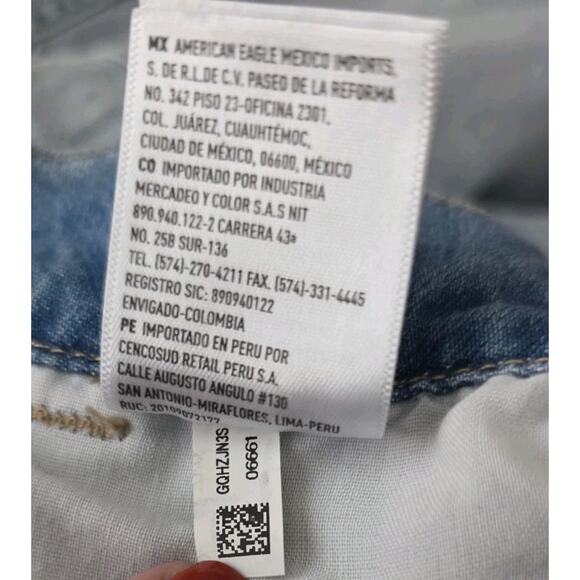 MX AMERICAN EAGLE MEXICO IMPORTS,
S. DE R.L.DE C.V. PASEO DE LA REFORMA
NO. 342 PISO 23-OFICINA 2301,
COL. JUÁREZ, CUAUHTÉMOC,
CIUDAD DE MÉXICO, 06600, MÉXICO
CO IMPORTADO POR INDUSTRIA
MERCADEO Y COLOR S.A.S NIT
890.940.122-2 CARRERA 43ª
NO. 25B SUR-136
TEL. (574)-270-4211 FAX. (574)-331-4445
REGISTRO SIC: 890940122
ENVIGADO-COLOMBIA
PE IMPORTADO EN PERU POR
CENCOSUD RETAIL PERU S.A.
CALLE AUGUSTO ANGULO #130
SAN ANTONIO-MIRAFLORES, LIMA-PERU
RUC: 20109072177
GQHZJN3S
06661